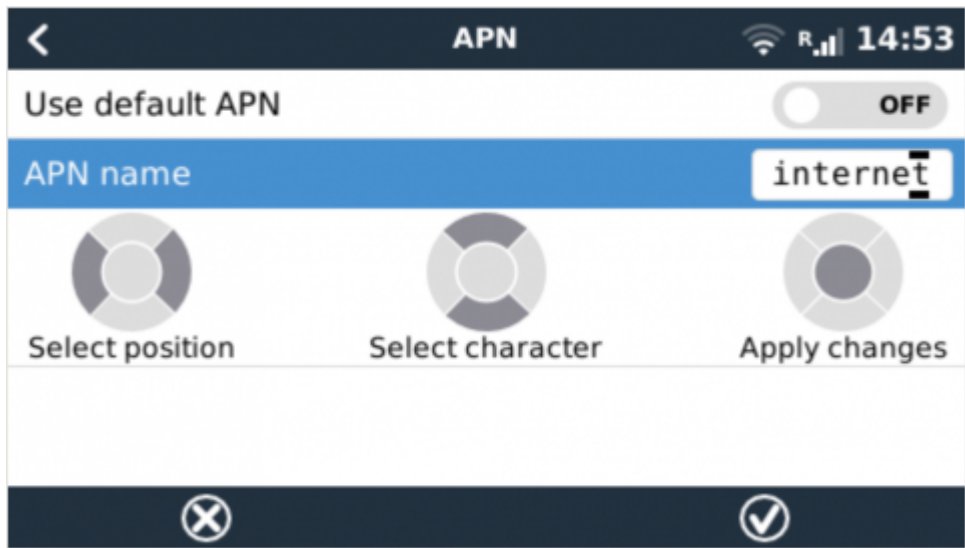 APN R 14:53
Use default APN OFF
APN name internet
Select position Select character Apply changes